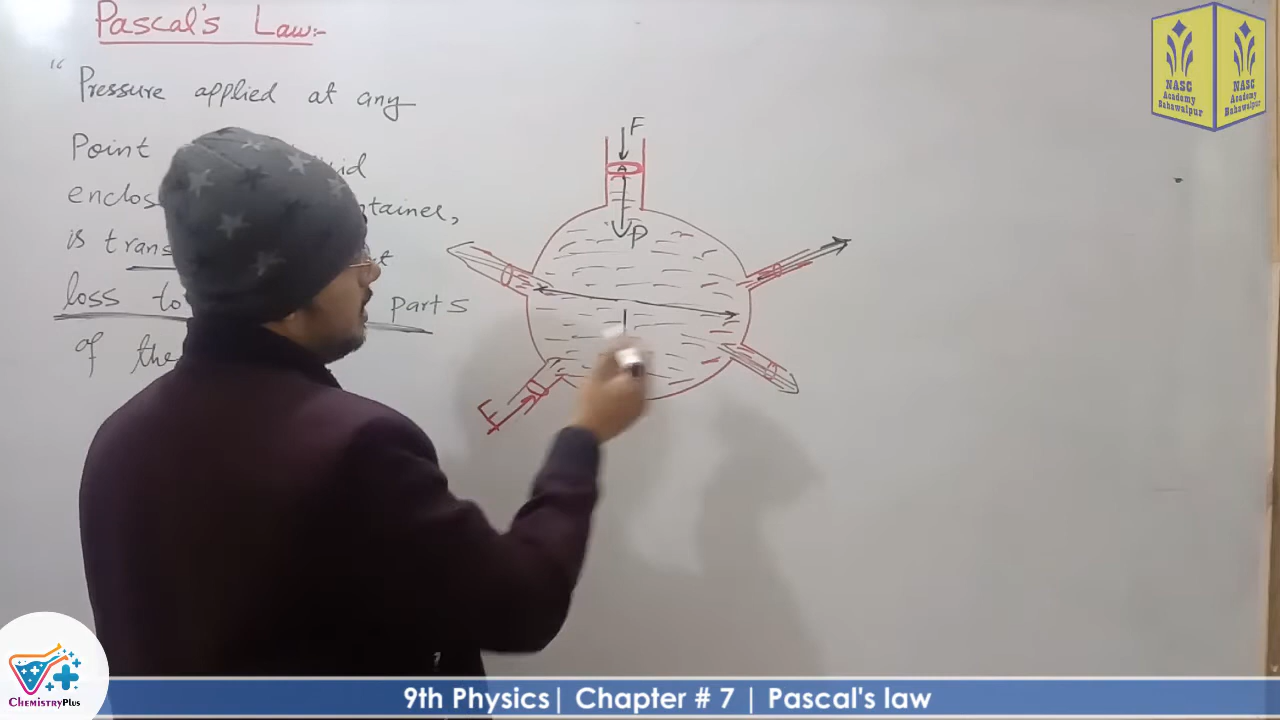 Pascal's Law:-
" Pressure applied at any
Point
enclos tainer,
is trans
loss to parts
of the
F
A
P
F
NASC
Academy
Bahawalpur
NASC
Academy
Bahawalpur
CHEMISTRYPLUS
9th Physics| Chapter # 7 | Pascal's law